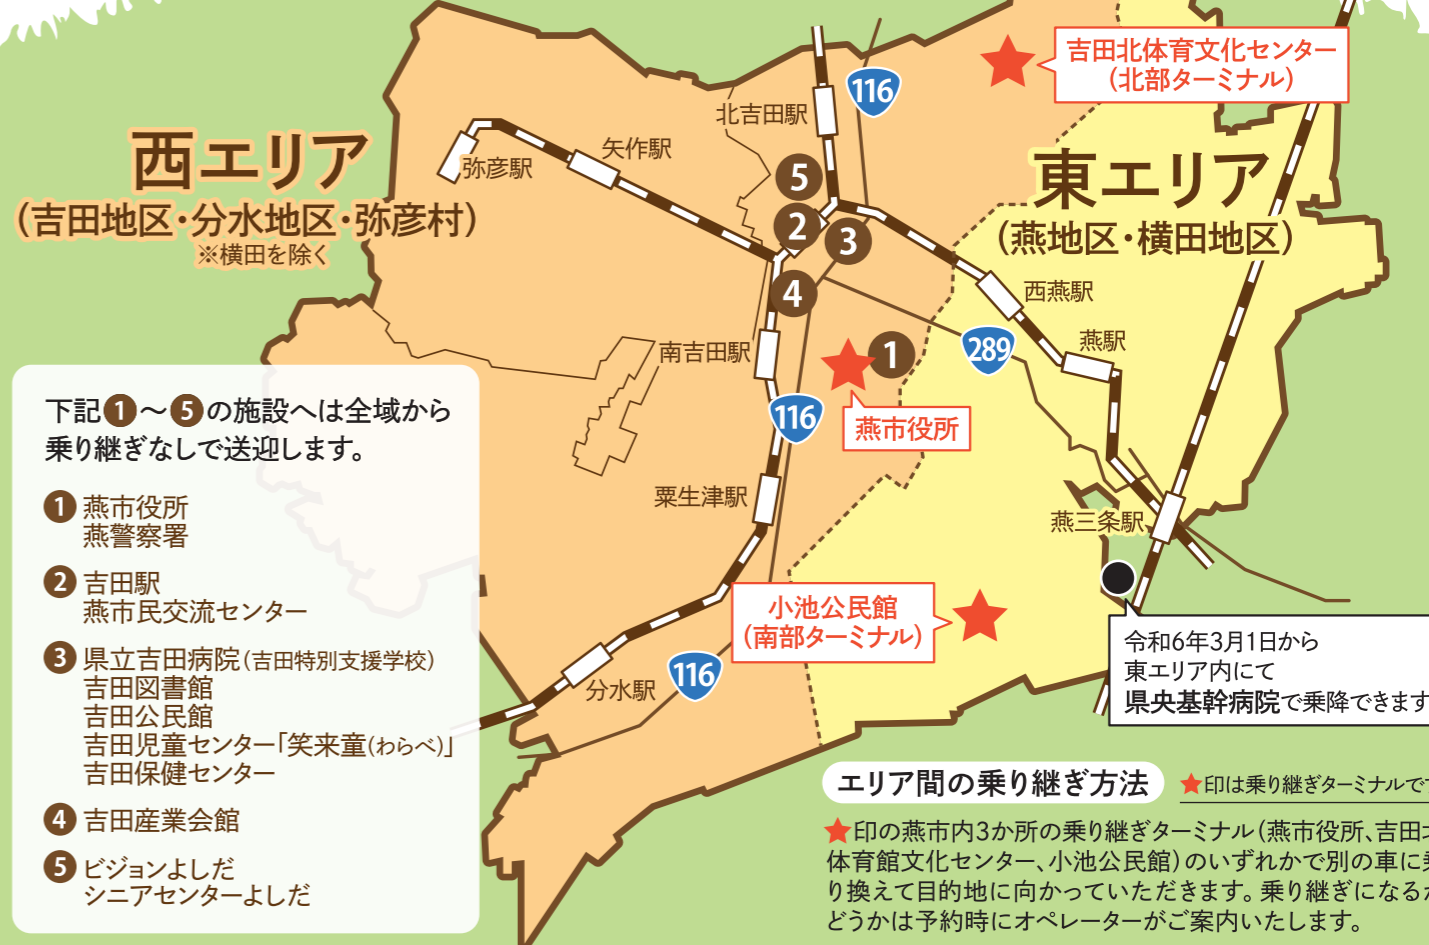 吉田北体育文化センター
（北部ターミナル）
116
北吉田駅
西エリア
（吉田地区・分水地区・弥彦村）
※横田を除く
弥彦駅
矢作駅
東エリア
（燕地区・横田地区）
5
2
3
4
西燕駅
289
燕駅
南吉田駅
1
116
燕市役所
粟生津駅
燕三条駅
小池公民館
（南部ターミナル）
分水駅
116
令和6年3月1日から
東エリア内にて
県央基幹病院で乗降できます
下記1～5の施設へは全域から
乗り継ぎなしで送迎します。
1 燕市役所
燕警察署
2 吉田駅
燕市民交流センター
3 県立吉田病院（吉田特別支援学校）
吉田図書館
吉田公民館
吉田児童センター「笑来童（わらべ）」
吉田保健センター
4 吉田産業会館
5 ビジョンよしだ
シニアセンターよしだ
エリア間の乗り継ぎ方法
★印は乗り継ぎターミナルで
★印の燕市内3か所の乗り継ぎターミナル（燕市役所、吉田北
体育館文化センター、小池公民館）のいずれかで別の車に乗
り換えて目的地に向かっていただきます。乗り継ぎになるか
どうかは予約時にオペレーターがご案内いたします。